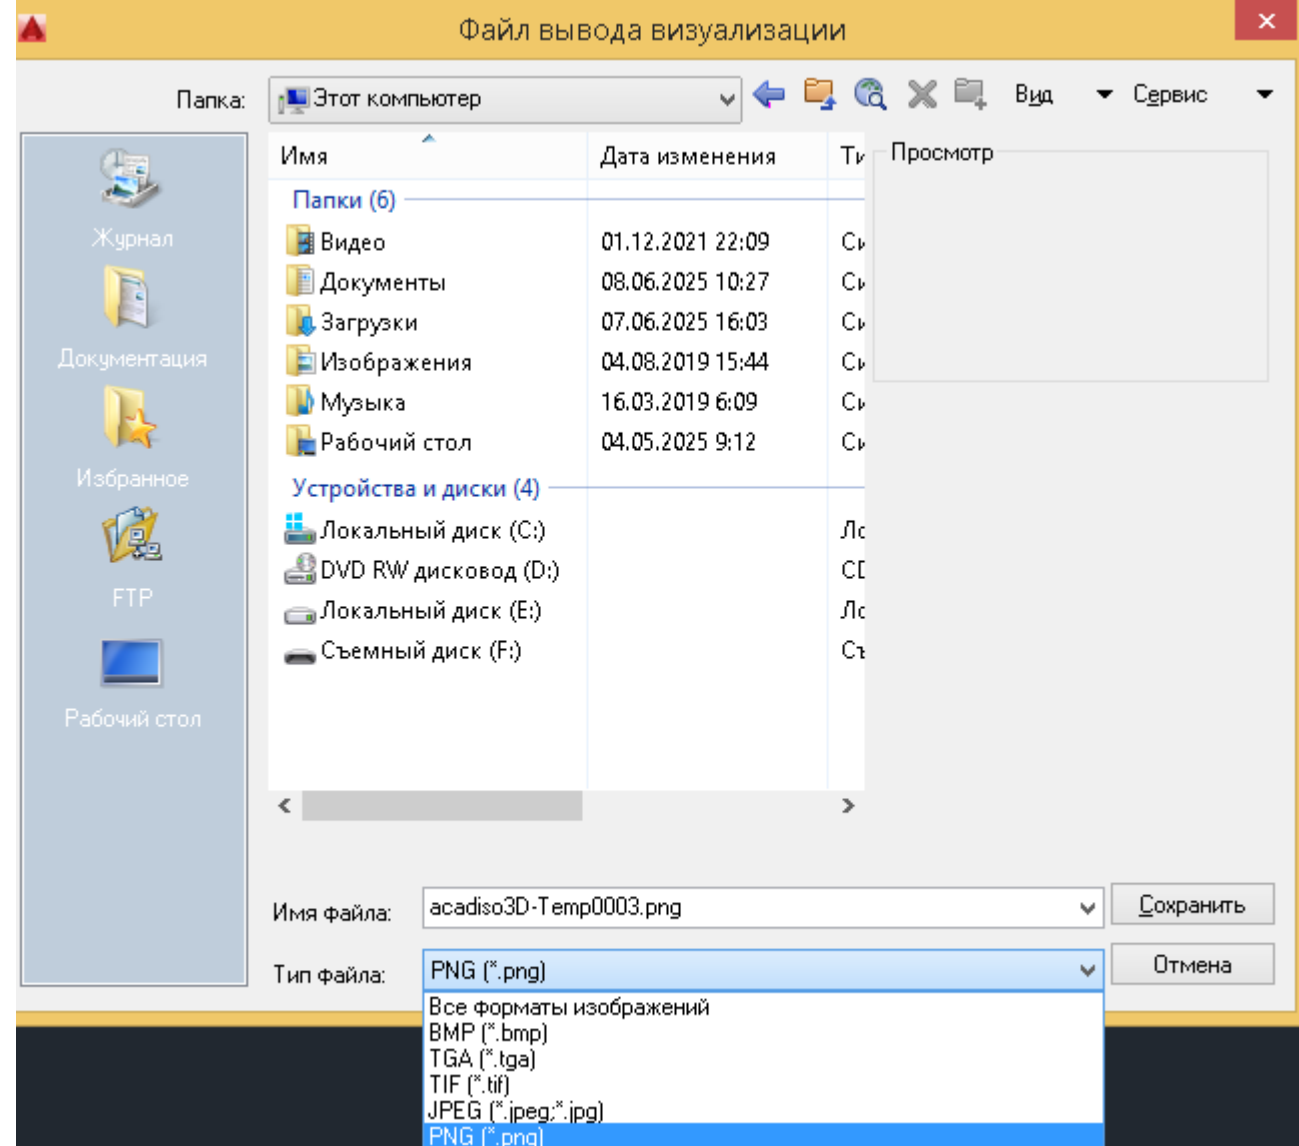 Файл вывода визуализации
Папка: Этот компьютер Вид Сервис
Имя Дата изменения Ти Просмотр
Папки (6)
Видео 01.12.2021 22:09 Си
Документы 08.06.2025 10:27 Си
Загрузки 07.06.2025 16:03 Си
Изображения 04.08.2019 15:44 Си
Музыка 16.03.2019 6:09 Си
Рабочий стол 04.05.2025 9:12 Си
Устройства и диски (4)
Локальный диск (C:) Ло
DVD RW дисковод (D:) CD
Локальный диск (E:) Ло
Съемный диск (F:) Съ
Журнал
Документация
Избранное
FTP
Рабочий стол
Имя файла: acadiso3D-Temp0003.png Сохранить
Тип файла: PNG (*.png) Отмена
Все форматы изображений
BMP (*.bmp)
TGA (*.tga)
TIF (*.tif)
JPEG (*.jpeg;*.jpg)
PNG (*.png)